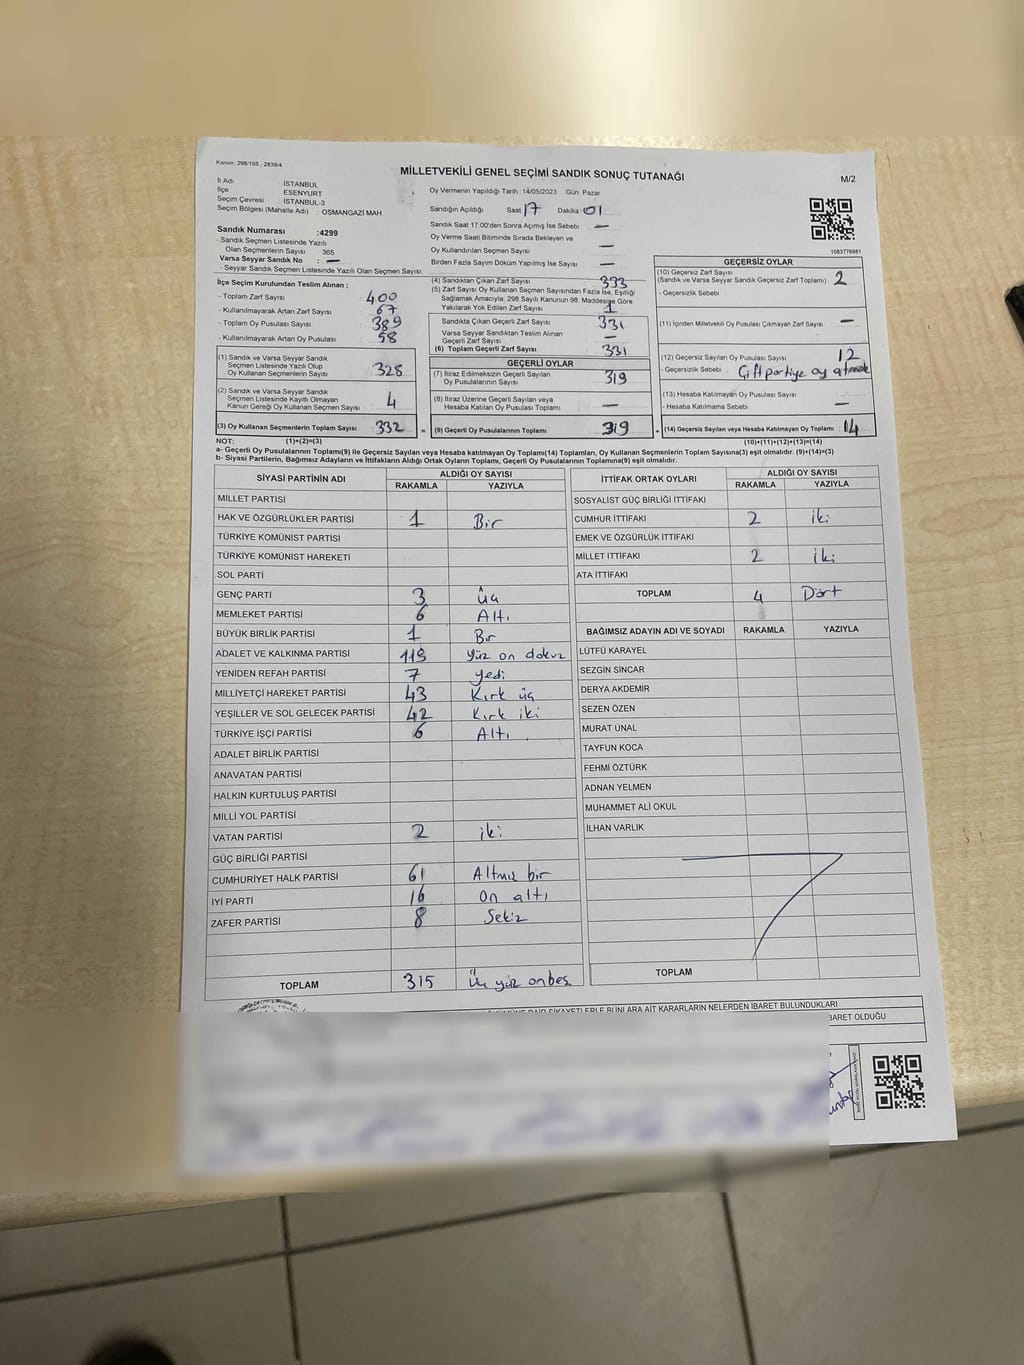 Kanun: 298/105 , 2839/4
MİLLETVEKİLİ GENEL SEÇİMİ SANDIK SONUÇ TUTANAĞI
M/2
İl Adı : İSTANBUL
İlçe : ESENYURT
Seçim Çevresi : İSTANBUL-3
Seçim Bölgesi (Mahalle Adı) : OSMANGAZİ MAH
Oy Vermenin Yapıldığı Tarih :14/05/2023 Gün: Pazar
Sandığın Açıldığı Saat 17 Dakika 01
Sandık Saat 17:00'den Sonra Açılmış İse Sebebi : —
Oy Verme Saati Bitiminde Sırada Bekleyen ve
Oy Kullandırılan Seçmen Sayısı —
Birden Fazla Sayım Döküm Yapılmış İse Sayısı —
1083776981
Sandık Numarası :4299
- Sandık Seçmen Listesinde Yazılı
Olan Seçmenlerin Sayısı 365
Varsa Seyyar Sandık No : —
- Seyyar Sandık Seçmen Listesinde Yazılı Olan Seçmen Sayısı:
İlçe Seçim Kurulundan Teslim Alınan ;
- Toplam Zarf Sayısı 400
- Kullanılmayarak Artan Zarf Sayısı 67
- Toplam Oy Pusulası Sayısı 389
- Kullanılmayarak Artan Oy Pusulası 58
(1) Sandık ve Varsa Seyyar Sandık
Seçmen Listesinde Yazılı Olup
Oy Kullanan Seçmenlerin Sayısı 328
(2) Sandık ve Varsa Seyyar Sandık
Seçmen Listesinde Kayıtlı Olmayan
Kanun Gereği Oy Kullanan Seçmen Sayısı 4
(3) Oy Kullanan Seçmenlerin Toplam Sayısı 332 =
(4) Sandıktan Çıkan Zarf Sayısı 333
(5) Zarf Sayısı Oy Kullanan Seçmen Sayısından Fazla İse, Eşitliği
Sağlamak Amacıyla, 298 Sayılı Kanunun 98. Maddesine Göre
Yakılarak Yok Edilen Zarf Sayısı 1
Sandıkta Çıkan Geçerli Zarf Sayısı 331
Varsa Seyyar Sandıktan Teslim Alınan
Geçerli Zarf Sayısı —
(6) Toplam Geçerli Zarf Sayısı 331
GEÇERLİ OYLAR
(7) İtiraz Edilmeksizin Geçerli Sayılan
Oy Pusulalarının Sayısı 319
(8) İtiraz Üzerine Geçerli Sayılan veya
Hesaba Katılan Oy Pusulası Toplamı —
(9) Geçerli Oy Pusulalarının Toplamı 319 +
GEÇERSİZ OYLAR
(10) Geçersiz Zarf Sayısı
(Sandık ve Varsa Seyyar Sandık Geçersiz Zarf Toplamı) 2
- Geçersizlik Sebebi :
(11) İçinden Milletvekili Oy Pusulası Çıkmayan Zarf Sayısı —
(12) Geçersiz Sayılan Oy Pusulası Sayısı 12
- Geçersizlik Sebebi : Çift partiye oy atmak
(13) Hesaba Katılmayan Oy Pusulası Sayısı
- Hesaba Katılmama Sebebi —
(14) Geçersiz Sayılan veya Hesaba Katılmayan Oy Toplamı 14
NOT: (1)+(2)=(3)
(10)+(11)+(12)+(13)=(14)
a- Geçerli Oy Pusulalarının Toplamı(9) ile Geçersiz Sayılan veya Hesaba katılmayan Oy Toplamı(14) Toplamları, Oy Kullanan Seçmenlerin Toplam Sayısına(3) eşit olmalıdır. (9)+(14)=(3)
b- Siyasi Partilerin, Bağımsız Adayların ve İttifakların Aldığı Ortak Oyların Toplamı, Geçerli Oy Pusulalarının Toplamına(9) eşit olmalıdır.
SİYASİ PARTİNİN ADI ALDIĞI OY SAYISI
RAKAMLA YAZIYLA
MİLLET PARTİSİ
HAK VE ÖZGÜRLÜKLER PARTİSİ 1 Bir
TÜRKİYE KOMÜNİST PARTİSİ
TÜRKİYE KOMÜNİST HAREKETİ
SOL PARTİ
GENÇ PARTİ 3 üç
MEMLEKET PARTİSİ 6 Altı
BÜYÜK BİRLİK PARTİSİ 1 Bir
ADALET VE KALKINMA PARTİSİ 119 yüz on dokuz
YENİDEN REFAH PARTİSİ 7 yedi
MİLLİYETÇİ HAREKET PARTİSİ 43 Kırk üç
YEŞİLLER VE SOL GELECEK PARTİSİ 42 Kırk iki
TÜRKİYE İŞÇİ PARTİSİ 6 Altı
ADALET BİRLİK PARTİSİ
ANAVATAN PARTİSİ
HALKIN KURTULUŞ PARTİSİ
MİLLİ YOL PARTİSİ
VATAN PARTİSİ 2 iki
GÜÇ BİRLİĞİ PARTİSİ
CUMHURİYET HALK PARTİSİ 61 Altmış bir
İYİ PARTİ 16 On altı
ZAFER PARTİSİ 8 Sekiz
TOPLAM 315 Üç yüz onbeş
İTTİFAK ORTAK OYLARI ALDIĞI OY SAYISI
RAKAMLA YAZIYLA
SOSYALİST GÜÇ BİRLİĞİ İTTİFAKI
CUMHUR İTTİFAKI 2 iki
EMEK VE ÖZGÜRLÜK İTTİFAKI
MİLLET İTTİFAKI 2 iki
ATA İTTİFAKI
TOPLAM 4 Dört
BAĞIMSIZ ADAYIN ADI VE SOYADI RAKAMLA YAZIYLA
LÜTFÜ KARAYEL
SEZGİN SİNCAR
DERYA AKDEMİR
SEZEN ÖZEN
MURAT ÜNAL
TAYFUN KOCA
FEHMİ ÖZTÜRK
ADNAN YELMEN
MUHAMMET ALİ OKUL
İLHAN VARLIK
TOPLAM
ŞİKAYETLERLE BUNLARA AİT KARARLARIN NELERDEN İBARET BULUNDUKLARI
İBARET OLDUĞU